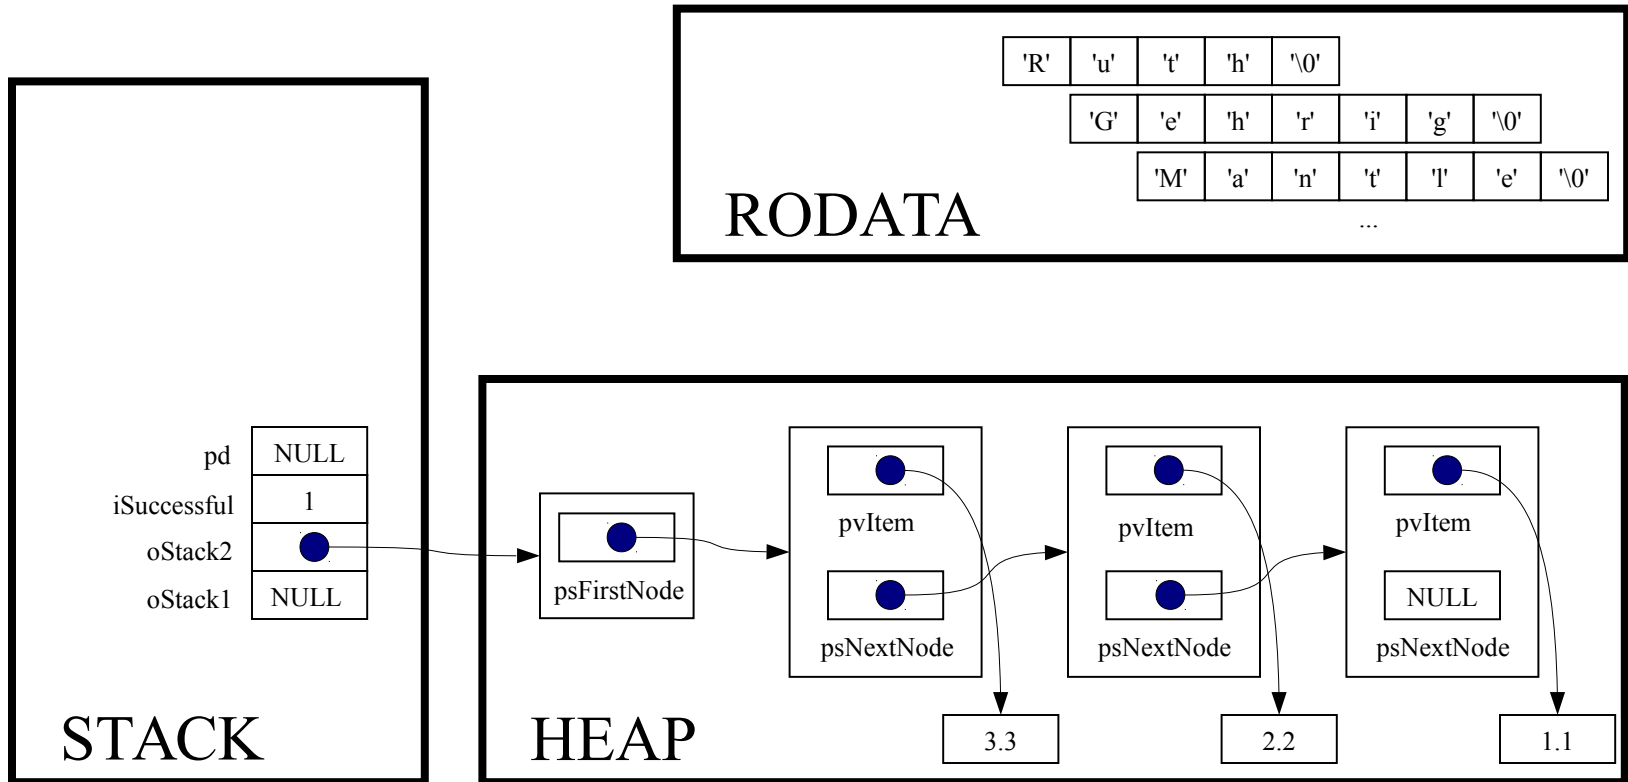 'R' 'u' 't' 'h' '\0'
'G' 'e' 'h' 'r' 'i' 'g' '\0'
'M' 'a' 'n' 't' 'l' 'e' '\0'
...
RODATA
pd NULL
iSuccessful 1
oStack2
oStack1 NULL
STACK
psFirstNode
pvItem
psNextNode
3.3
pvItem
psNextNode
2.2
pvItem
NULL
psNextNode
1.1
HEAP